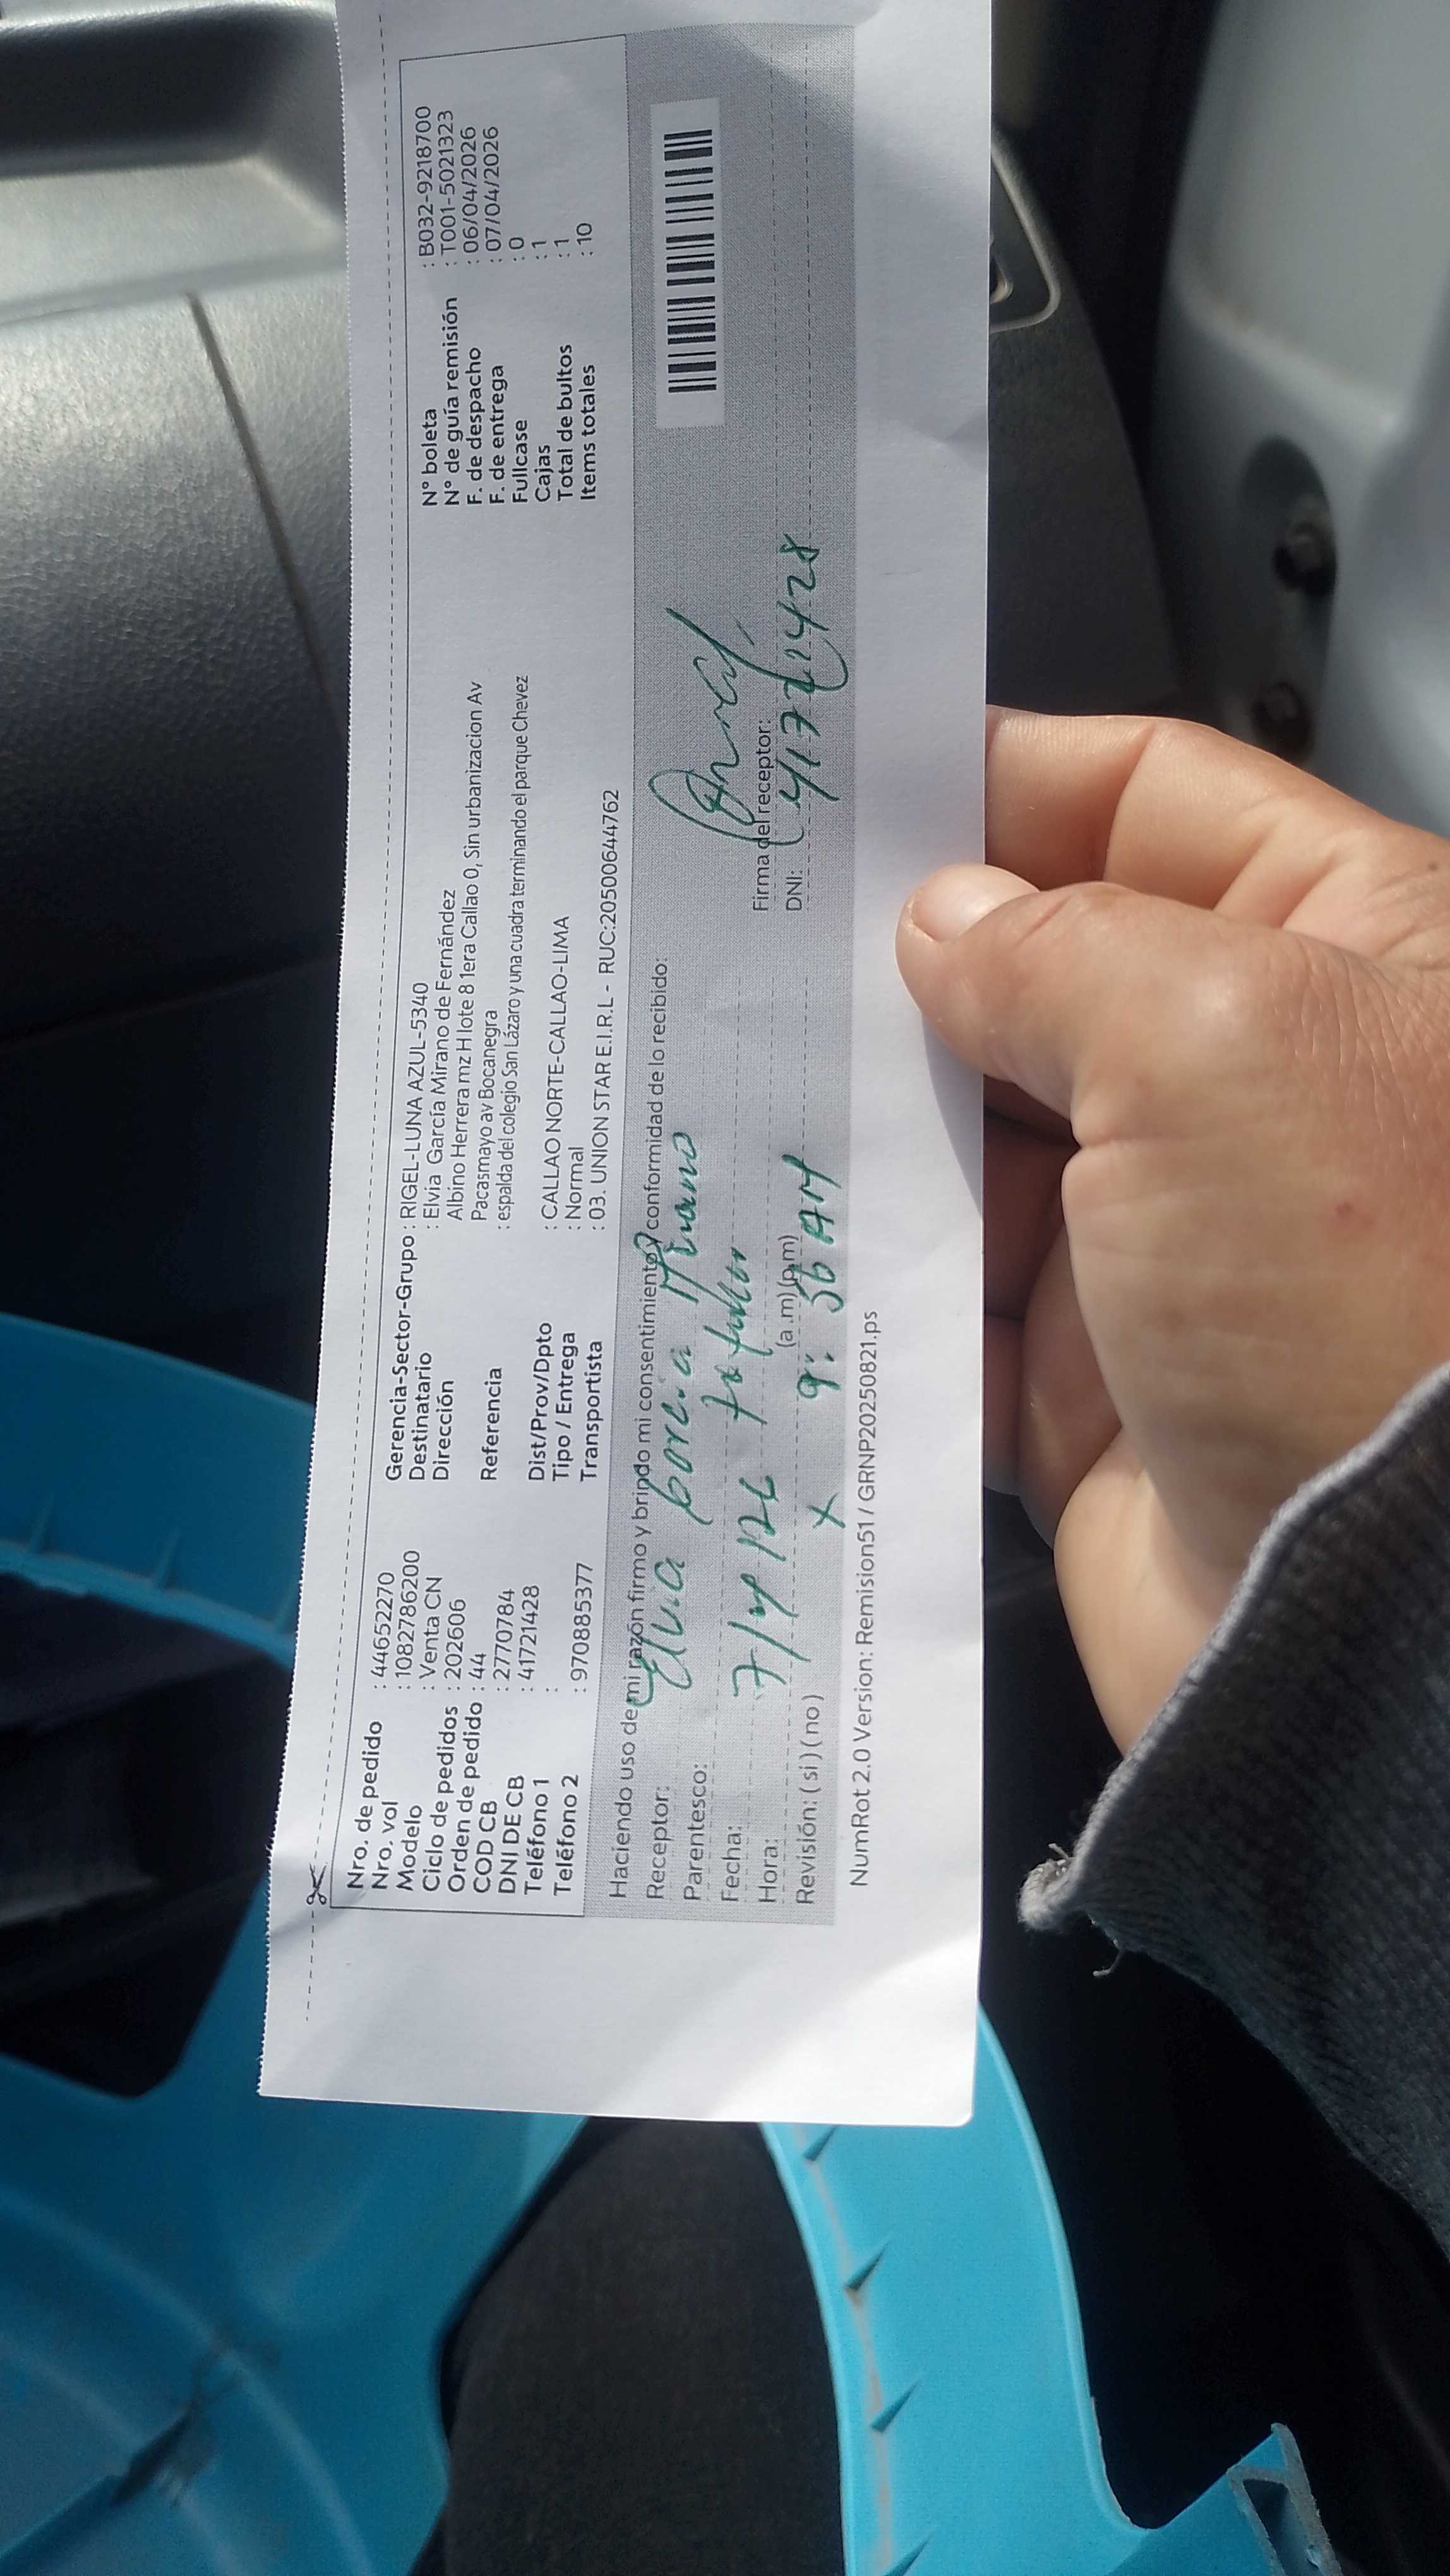 Nro. de pedido : 44652270
Nro. vol : 1082786200
Modelo : Venta CN
Ciclo de pedidos : 202606
Orden de pedido : 44
COD CB : 2770784
DNI DE CB : 41721428
Teléfono 1 :
Teléfono 2 : 970885377
Gerencia-Sector-Grupo : RIGEL-LUNA AZUL-5340
Destinatario : Elvia García Mirano de Fernández
Dirección Albino Herrera mz H lote 8 1era Callao 0, Sin urbanizacion Av
Pacasmayo av Bocanegra
Referencia : espalda del colegio San Lázaro y una cuadra terminando el parque Chevez
Dist/Prov/Dpto : CALLAO NORTE-CALLAO-LIMA
Tipo / Entrega : Normal
Transportista : 03. UNION STAR E.I.R.L - RUC:20500644762
N° boleta : B032-9218700
N° de guía remisión : T001-5021323
F. de despacho : 06/04/2026
F. de entrega : 07/04/2026
Fullcase : 0
Cajas : 1
Total de bultos : 1
Items totales : 10
Haciendo uso de mi razón firmo y brindo mi consentimiento y conformidad de lo recibido:
Receptor: Elvia Garcia Mirano
Parentesco: titular
Fecha: 7/4/26
Hora: (a .m) (p.m) 9:36 AM
Revisión: ( si ) ( no ) X
Firma del receptor:
DNI:
NumRot 2.0 Version: Remision51 / GRNP20250821.ps